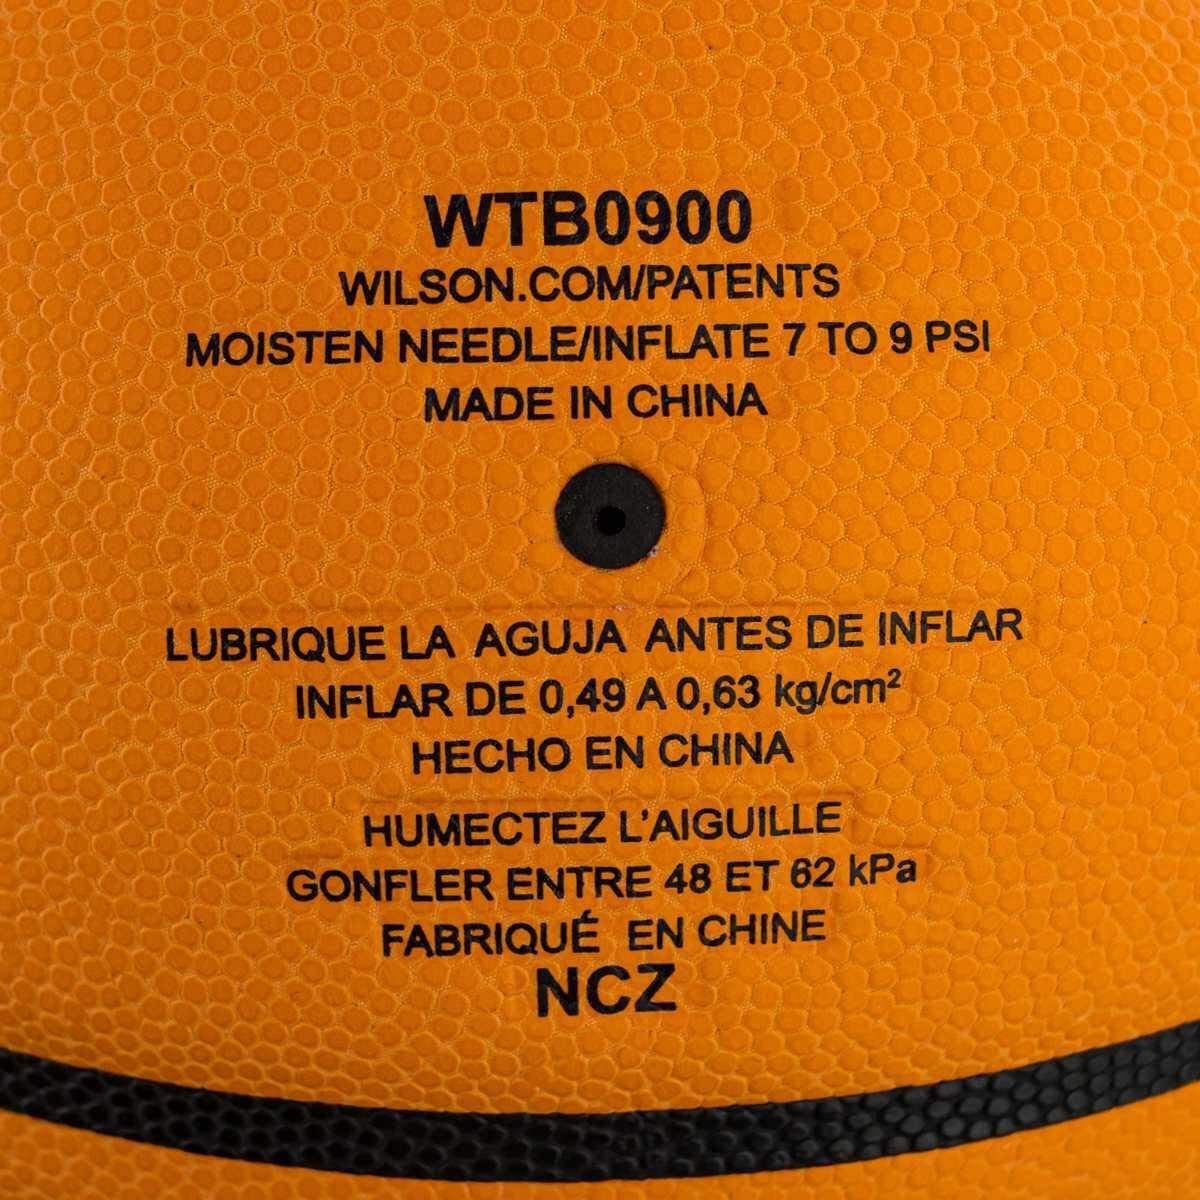 WTB0900
WILSON.COM/PATENTS
MOISTEN NEEDLE/INFLATE 7 TO 9 PSI
MADE IN CHINA
LUBRIQUE LA AGUJA ANTES DE INFLAR
INFLAR DE 0,49 A 0,63 kg/cm²
HECHO EN CHINA
HUMECTEZ L'AIGUILLE
GONFLER ENTRE 48 ET 62 kPa
FABRIQUÉ EN CHINE
NCZ